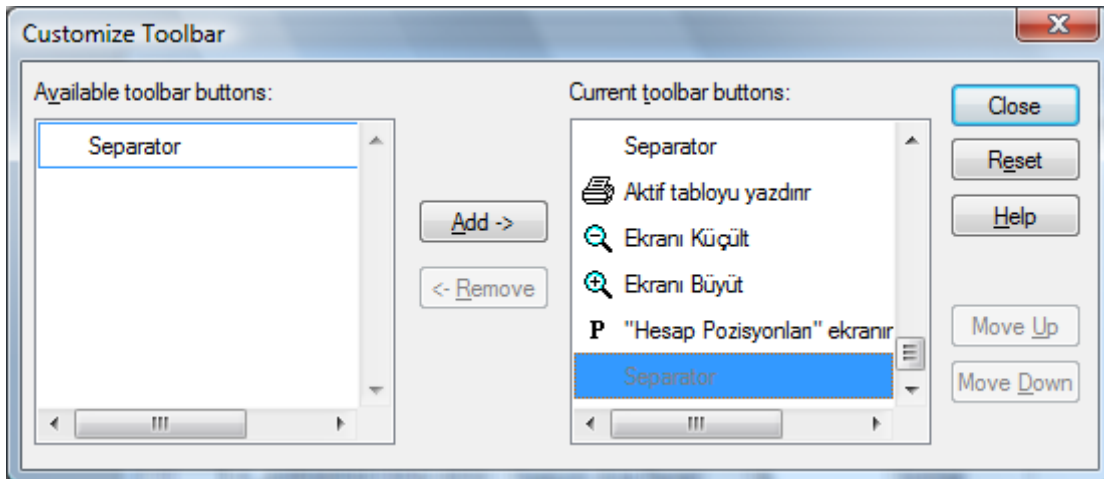 Customize Toolbar
Available toolbar buttons:
Separator
Add ->
<- Remove
Current toolbar buttons:
Separator
Aktif tabloyu yazdırır
Ekranı Küçült
Ekranı Büyüt
P "Hesap Pozisyonları" ekranır
Separator
Close
Reset
Help
Move Up
Move Down